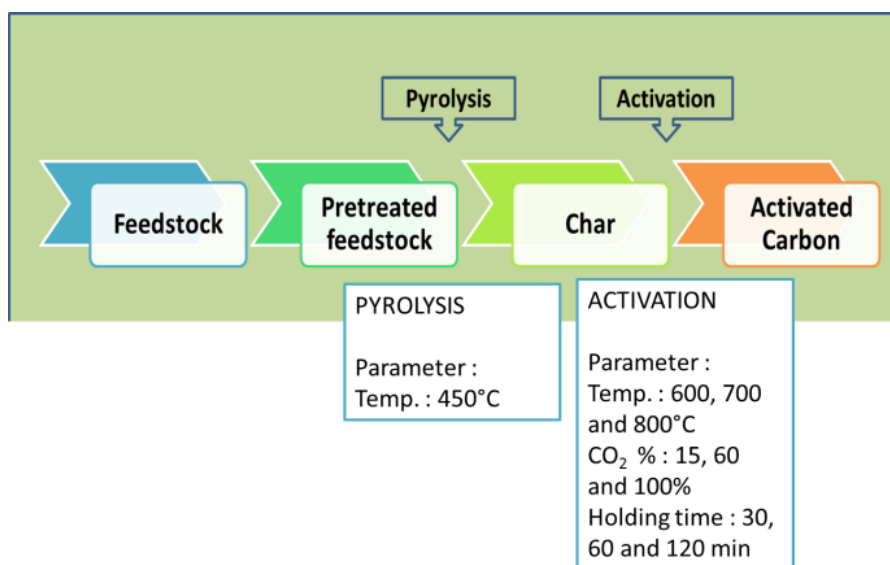 Pyrolysis
Activation
Feedstock
Pretreated
feedstock
Char
Activated
Carbon
PYROLYSIS
Parameter :
Temp. : 450°C
ACTIVATION
Parameter :
Temp. : 600, 700
and 800°C
CO₂ % : 15, 60
and 100%
Holding time : 30,
60 and 120 min